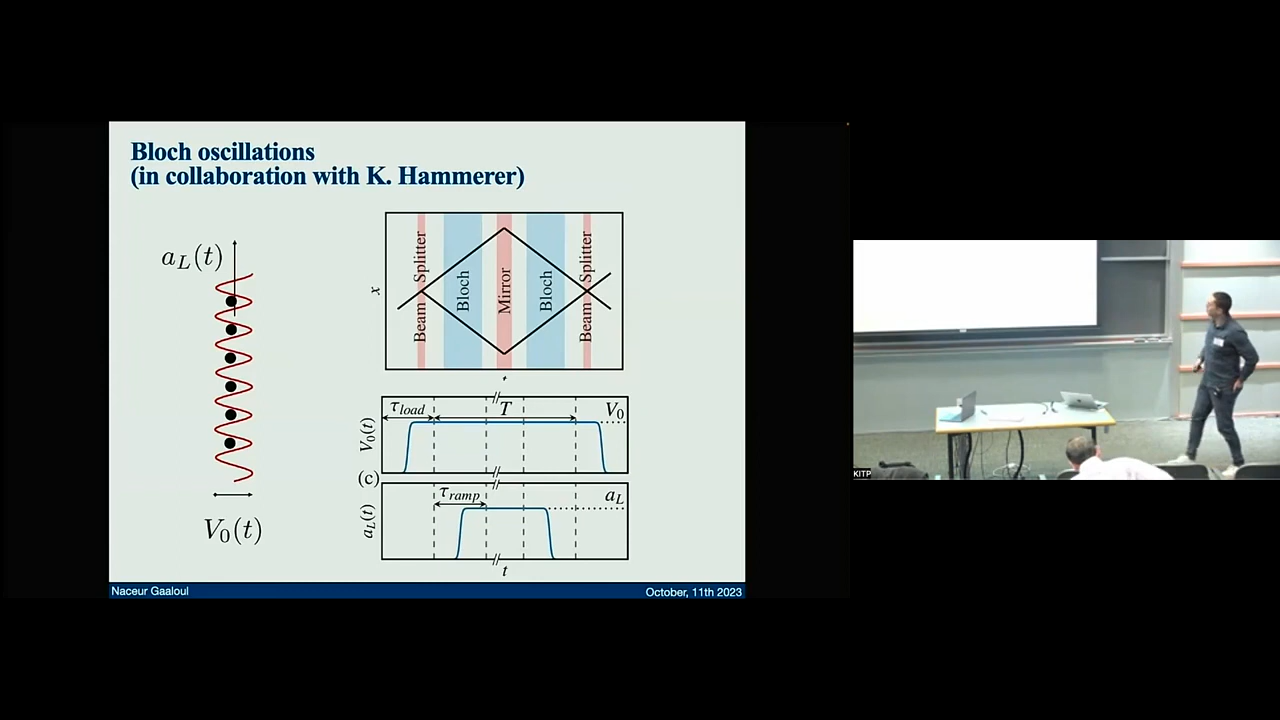 Bloch oscillations
(in collaboration with K. Hammerer)
a_L(t)
V_0(t)
x
Beam Splitter
Bloch
Mirror
Bloch
Beam Splitter
t
τ_load
T
V_0
V_0(t)
(c)
τ_ramp
a_L
a_L(t)
t
Naceur Gaaloul
October, 11th 2023
KITP